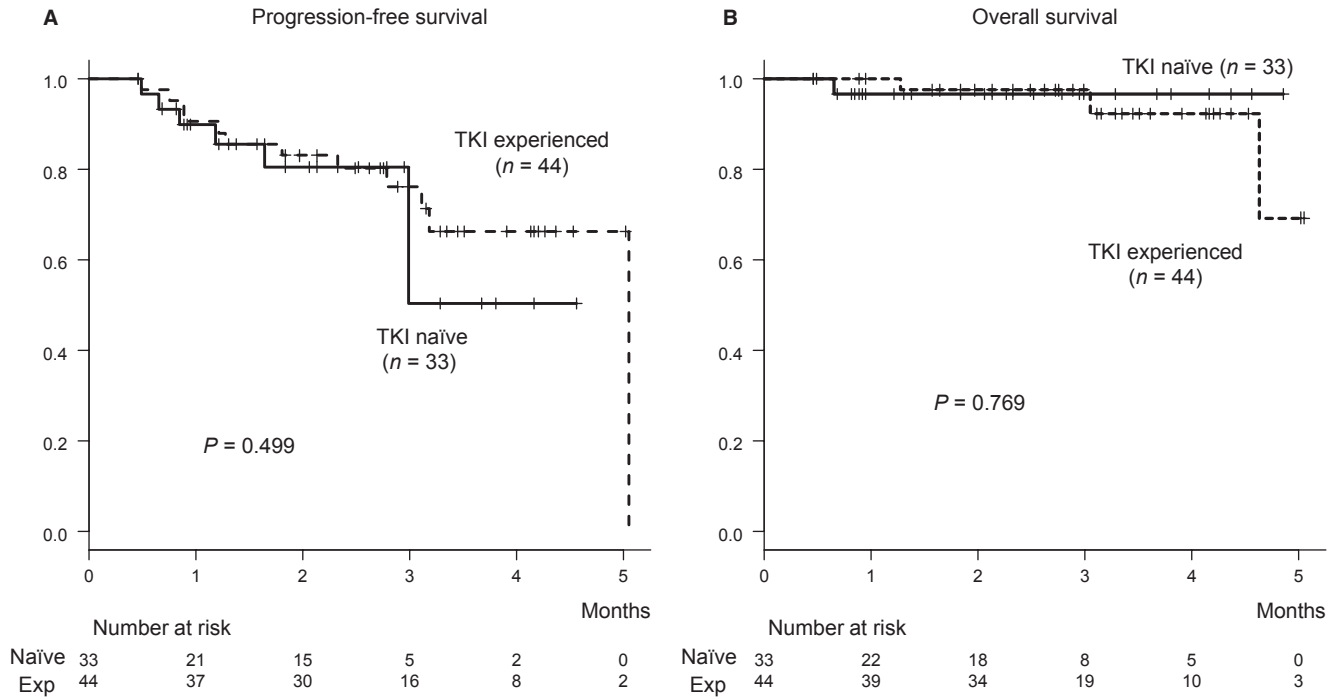 A Progression-free survival
1.0
0.8
0.6
0.4
0.2
0.0
TKI experienced
(n = 44)
TKI naïve
(n = 33)
P = 0.499
0 1 2 3 4 5
Months
Number at risk
Naïve 33 21 15 5 2 0
Exp 44 37 30 16 8 2
B Overall survival
1.0
0.8
0.6
0.4
0.2
0.0
TKI naïve (n = 33)
TKI experienced
(n = 44)
P = 0.769
0 1 2 3 4 5
Months
Number at risk
Naïve 33 22 18 8 5 0
Exp 44 39 34 19 10 3